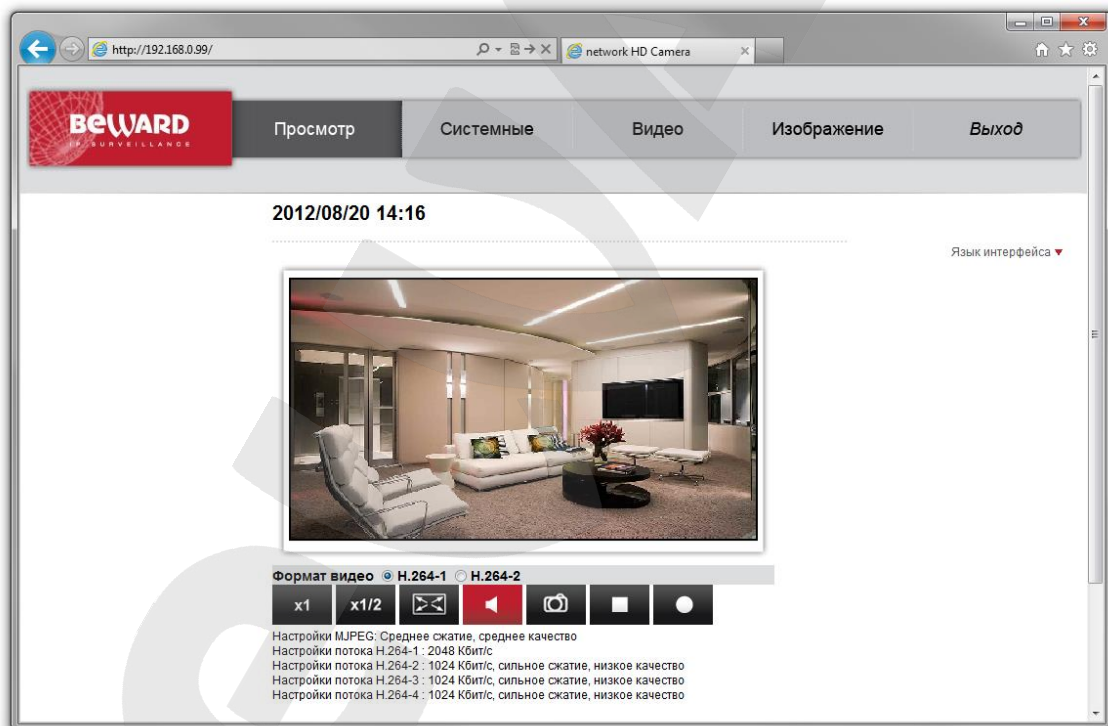 http://192.168.0.99/
network HD Camera
BEWARD
IP SURVEILLANCE
Просмотр
Системные
Видео
Изображение
Выход
2012/08/20 14:16
Язык интерфейса
Формат видео H.264-1 H.264-2
x1
x1/2
Настройки MJPEG: Среднее сжатие, среднее качество
Настройки потока H.264-1 : 2048 Кбит/с
Настройки потока H.264-2 : 1024 Кбит/с, сильное сжатие, низкое качество
Настройки потока H.264-3 : 1024 Кбит/с, сильное сжатие, низкое качество
Настройки потока H.264-4 : 1024 Кбит/с, сильное сжатие, низкое качество